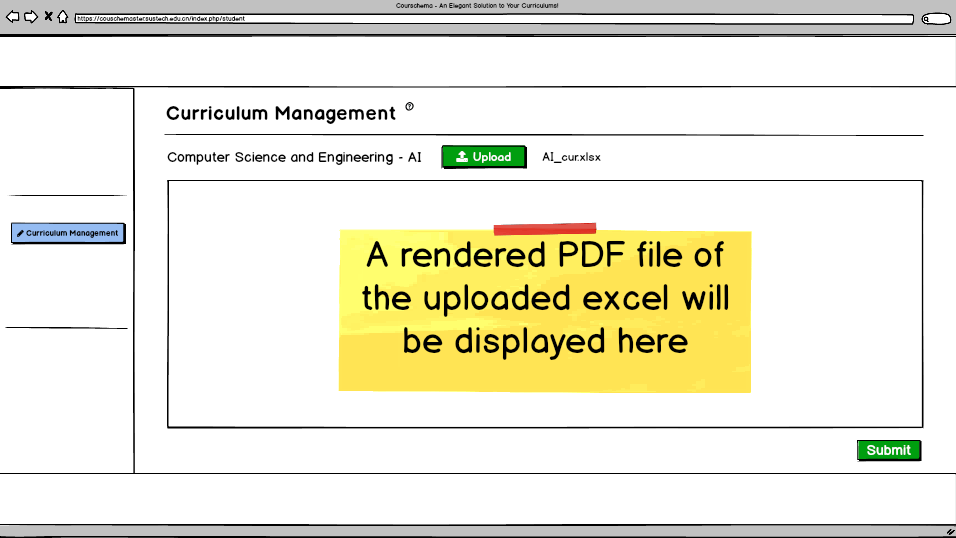 Courschema - An Elegant Solution to Your Curriculums!
https://couschemaster.sustech.edu.cn/index.php/student
Curriculum Management ?
Computer Science and Engineering - AI Upload AI_cur.xlsx
Curriculum Management
A rendered PDF file of
the uploaded excel will
be displayed here
Submit